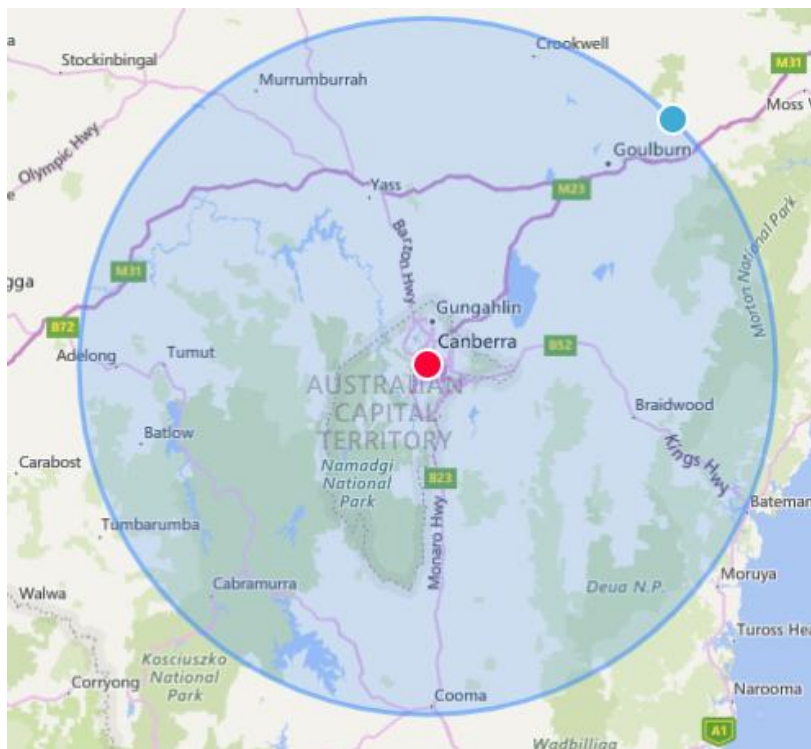 a
Crookwell
Stockinbingal
M31
Murrumburrah
Moss
Olympic Hwy
Goulburn
Yass
M23
Barton Hwy
Morton National Park
M31
gga
Gungahlin
B72
Canberra
B52
Adelong
Tumut
AUSTRALIAN
CAPITAL
TERRITORY
Braidwood
Batlow
Carabost
Namadgi
National
Park
B23
Kings Hwy
Bateman
Tumbarumba
Monaro Hwy
Moruya
Walwa
Cabramurra
Deua N.P.
Tuross Hea
Kosciuszko
National
Park
Corryong
Cooma
Narooma
A1
Wadbilliga